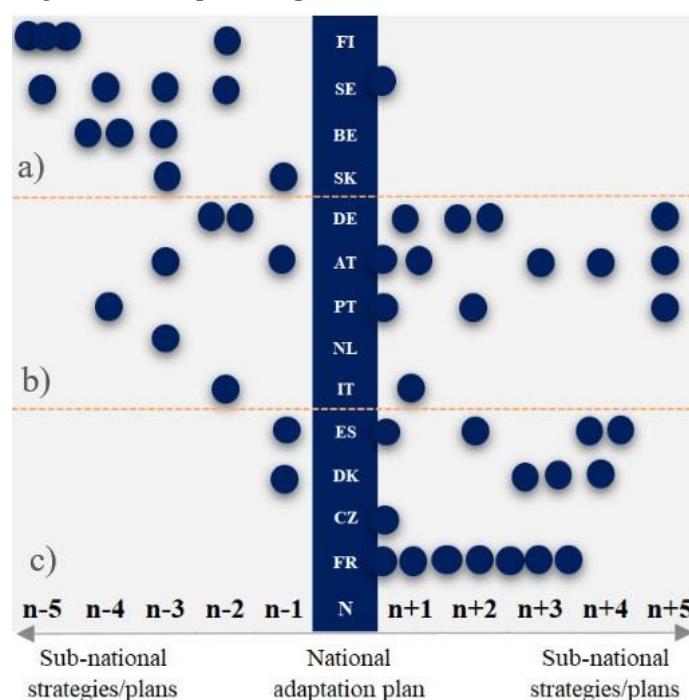 FI
SE
BE
a)
SK
DE
AT
PT
NL
b)
IT
ES
DK
CZ
c)
FR
n-5 n-4 n-3 n-2 n-1 N n+1 n+2 n+3 n+4 n+5
Sub-national National Sub-national
strategies/plans adaptation plan strategies/plans